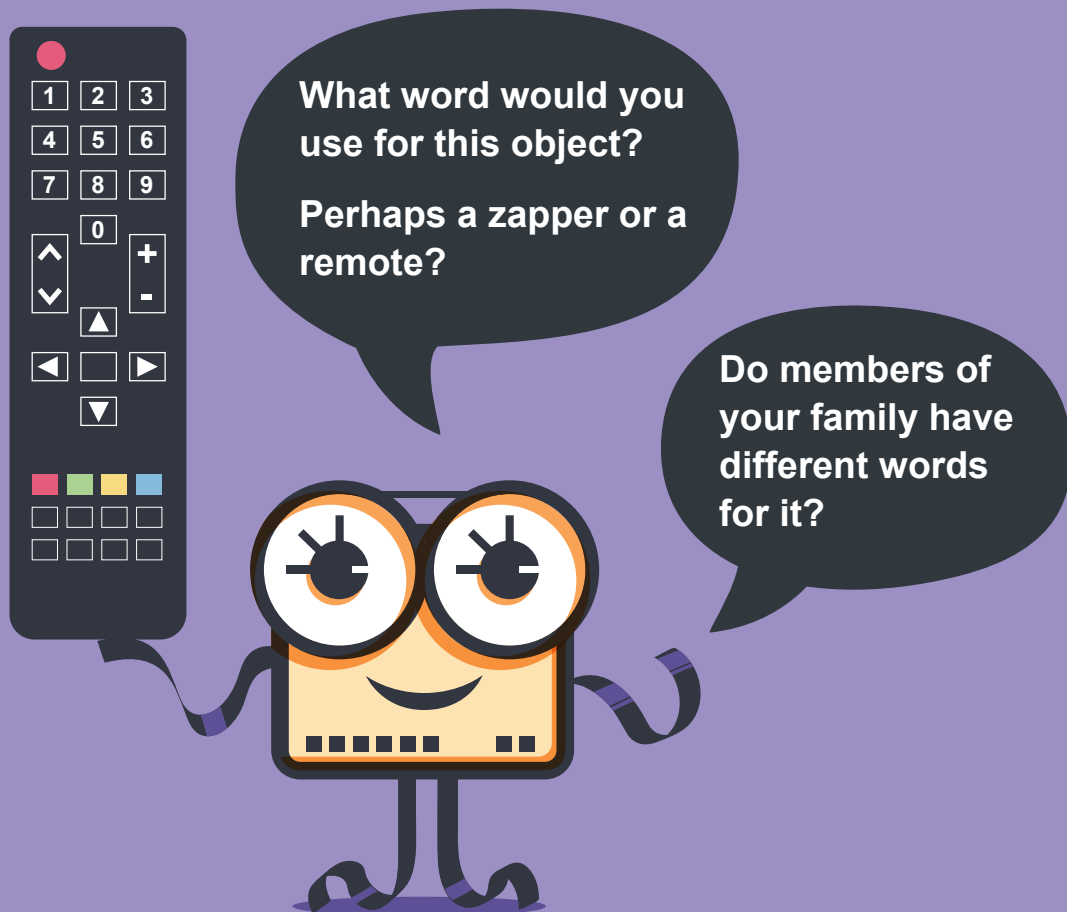 1 2 3
4 5 6
7 8 9
0
+
-
What word would you
use for this object?
Perhaps a zapper or a
remote?
Do members of
your family have
different words
for it?